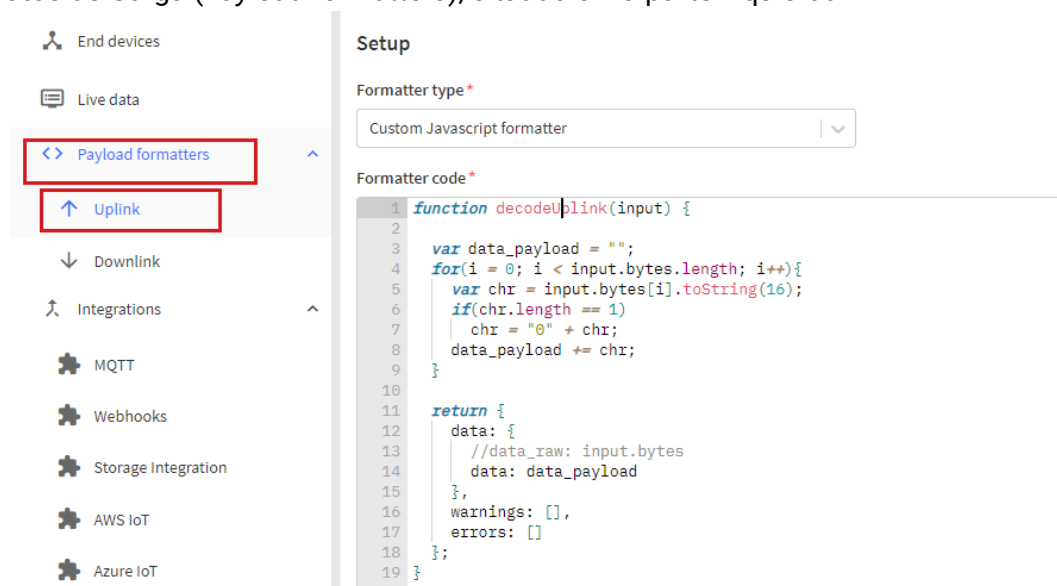 End devices
Live data
Payload formatters
Uplink
Downlink
Integrations
MQTT
Webhooks
Storage Integration
AWS IoT
Azure IoT
Setup
Formatter type*
Custom Javascript formatter
Formatter code*
1 function decodeUplink(input) {
2
3 var data_payload = "";
4 for(i = 0; i < input.bytes.length; i++){
5 var chr = input.bytes[i].toString(16);
6 if(chr.length == 1)
7 chr = "0" + chr;
8 data_payload += chr;
9 }
10
11 return {
12 data: {
13 //data_raw: input.bytes
14 data: data_payload
15 },
16 warnings: [],
17 errors: []
18 };
19 }